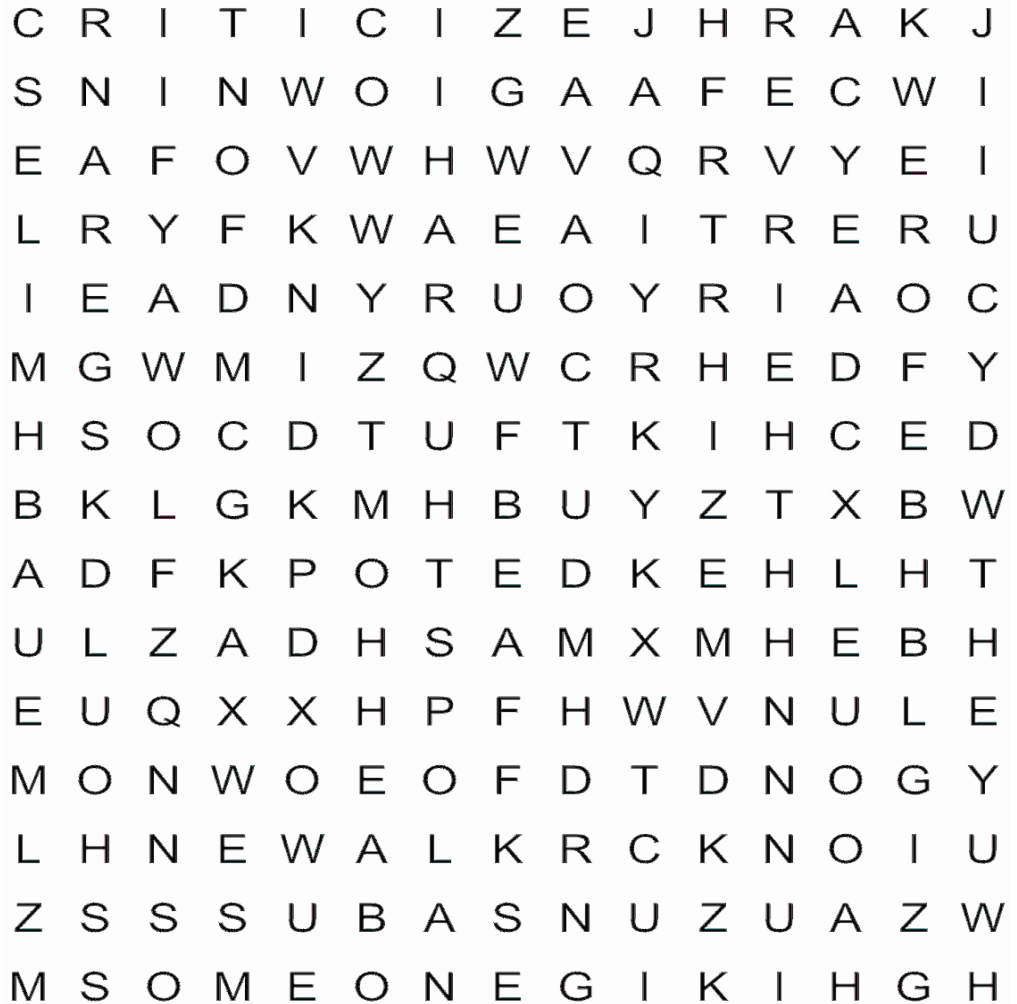 C R I T I C I Z E J H R A K J
S N I N W O I G A A F E C W I
E A F O V W H W V Q R V Y E I
L R Y F K W A E A I T R E R U
I E A D N Y R U O Y R I A O C
M G W M I Z Q W C R H E D F Y
H S O C D T U F T K I H C E D
B K L G K M H B U Y Z T X B W
A D F K P O T E D K E H L H T
U L Z A D H S A M X M H E B H
E U Q X X H P F H W V N U L E
M O N W O E O F D T D N O G Y
L H N E W A L K R C K N O I U
Z S S S U B A S N U Z U A Z W
M S O M E O N E G I K I H G H